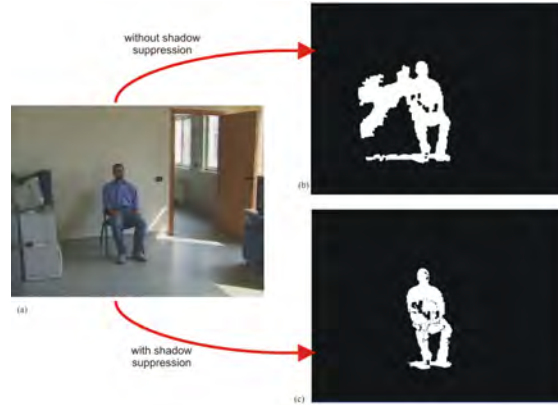 without shadow
suppression
(b)
(a)
with shadow
suppression
(c)